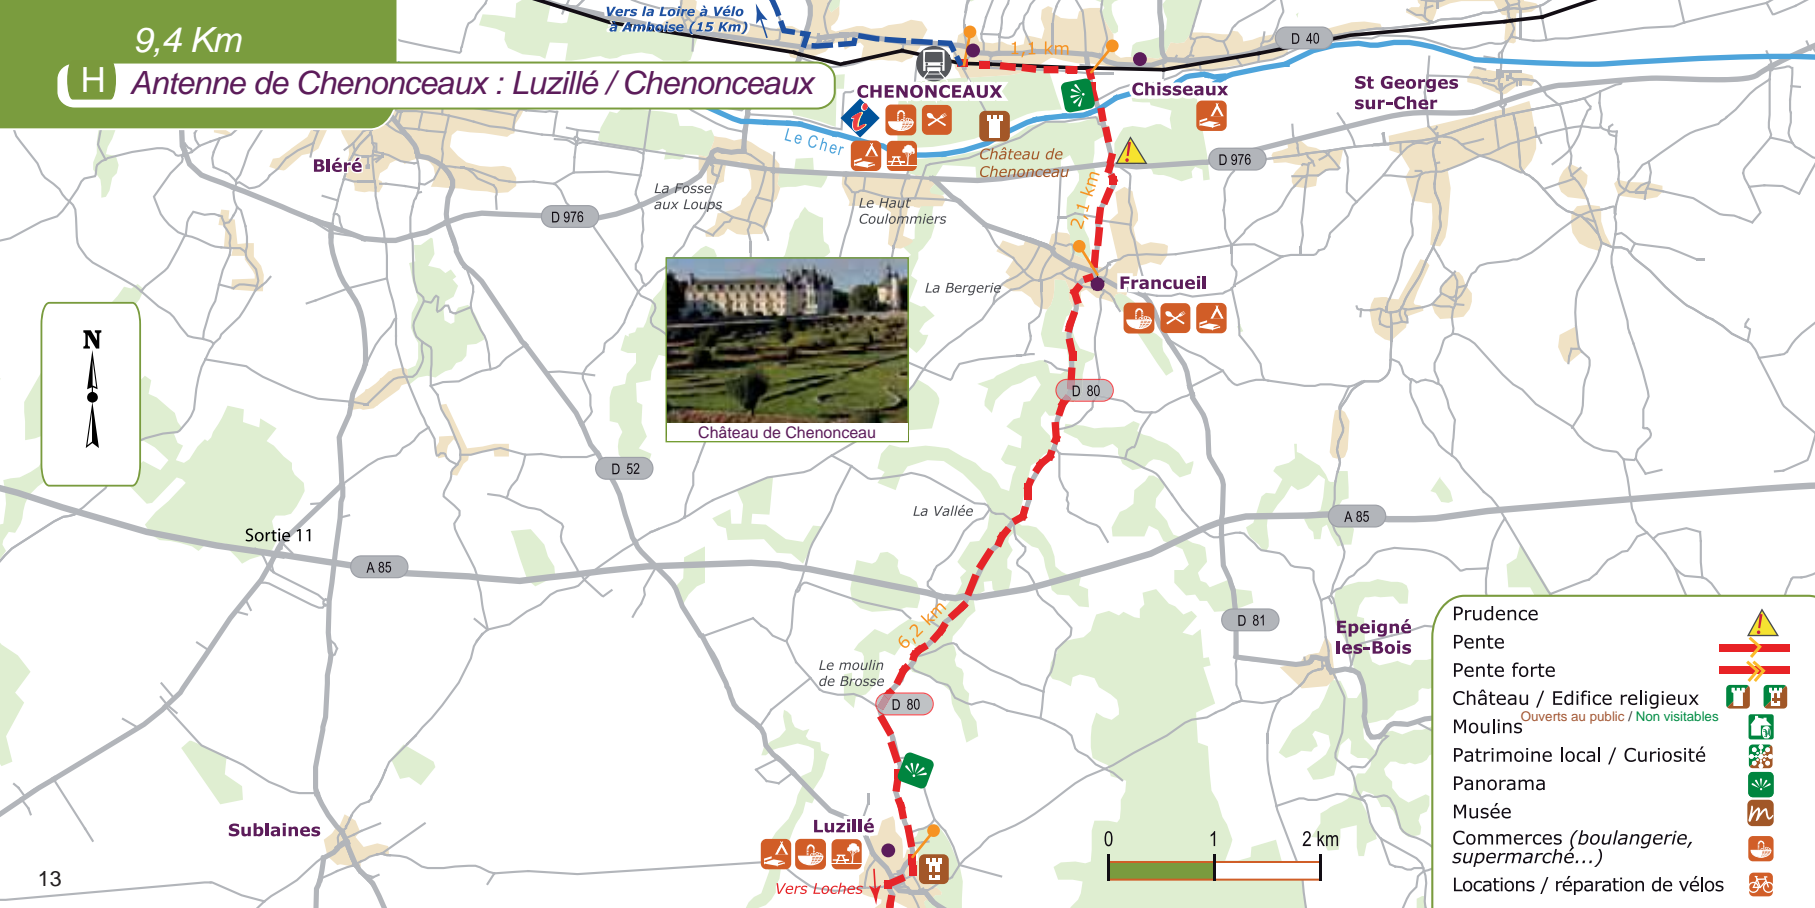 9,4 Km
H
Antenne de Chenonceaux : Luzillé / Chenonceaux
Vers la Loire à Vélo
à Amboise (15 Km)
1,1 km
D 40
CHENONCEAUX
Chisseaux
St Georges
sur-Cher
i
Le Cher
Château de
Chenonceau
!
D 976
Bléré
La Fosse
aux Loups
D 976
Le Haut
Coulommiers
2,1 km
La Bergerie
Francueil
N
Château de Chenonceau
D 80
D 52
La Vallée
A 85
Sortie 11
A 85
6,2 km
D 81
Epeigné
les-Bois
Le moulin
de Brosse
D 80
Luzillé
Sublaines
Vers Loches
0 1 2 km
Prudence
!
Pente
Pente forte
Château / Edifice religieux
Ouverts au public / Non visitables
Moulins
Patrimoine local / Curiosité
Panorama
Musée
m
Commerces (boulangerie,
supermarché...)
Locations / réparation de vélos
13